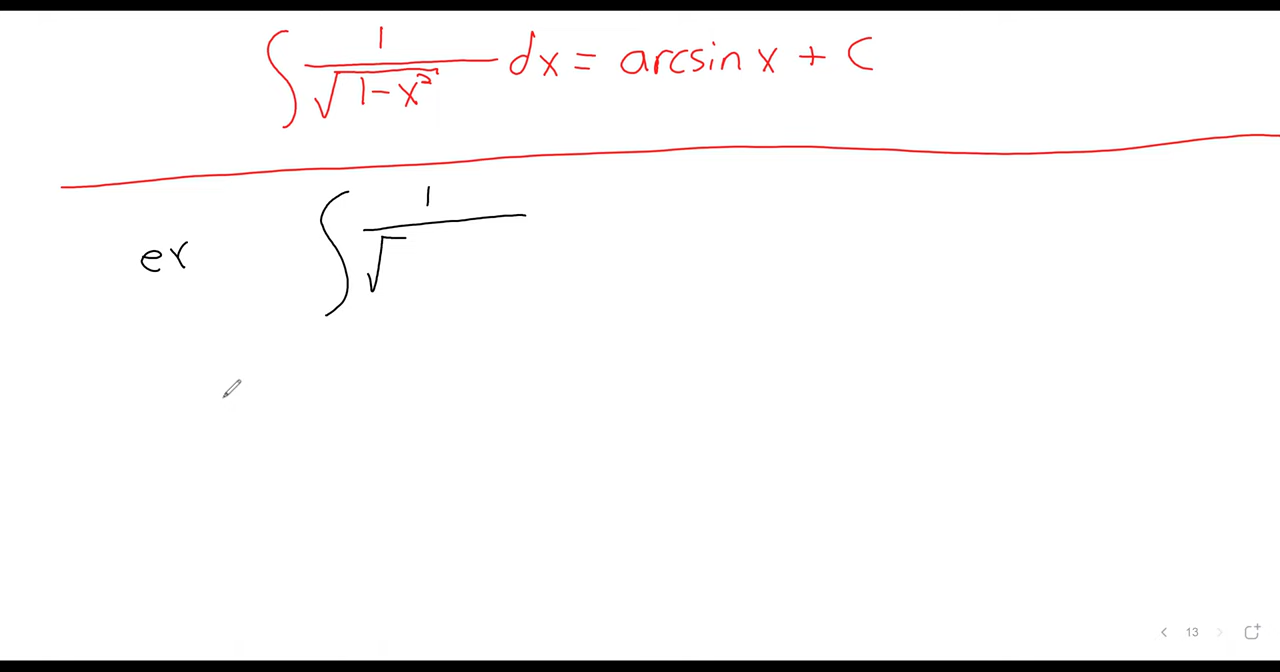 ∫ 1/√(1-x²) dx = arcsin x + C
ex ∫ 1/√
13